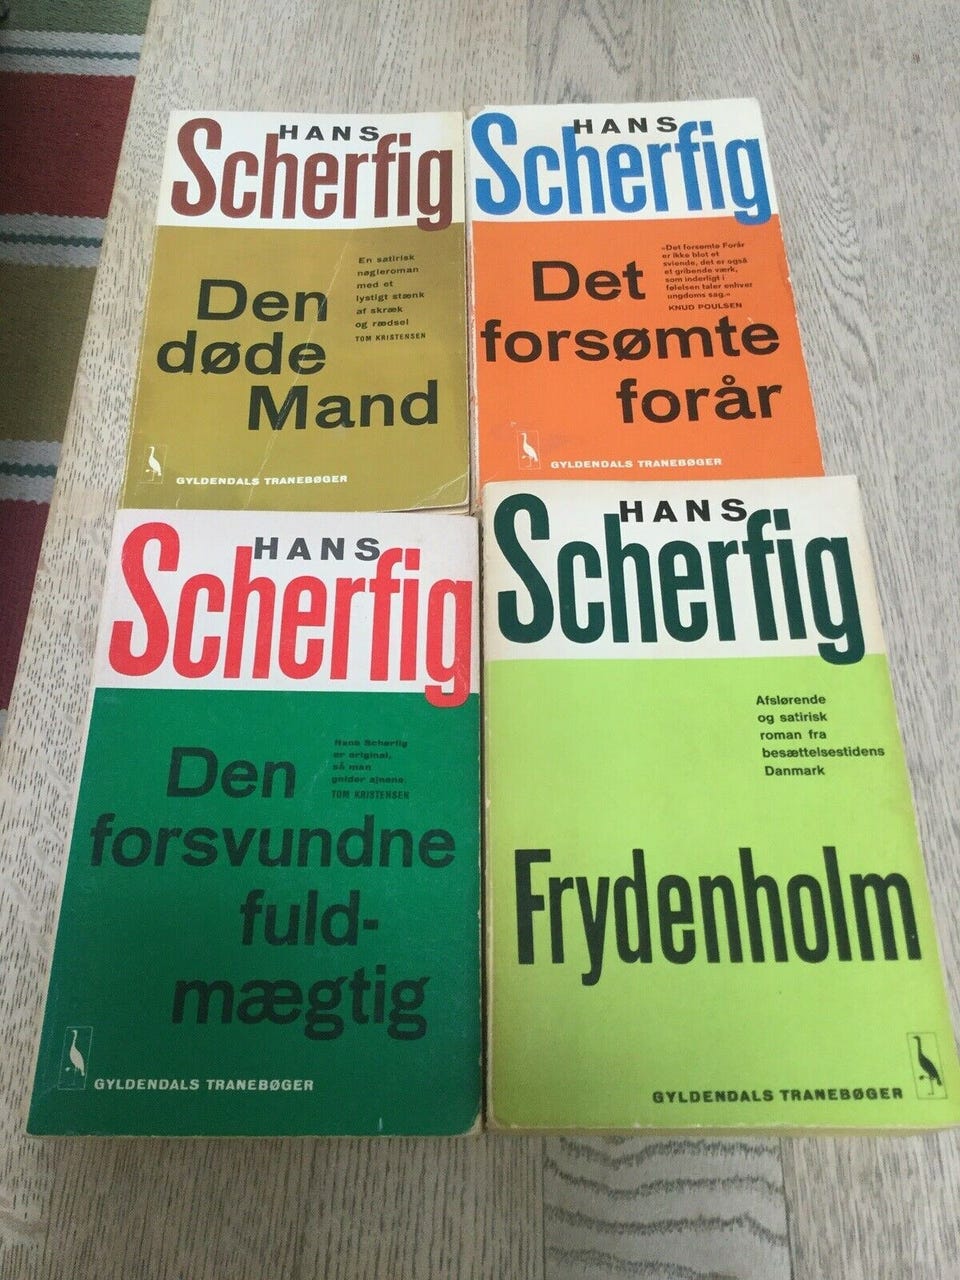 HANS
Scherfig
Den
døde
Mand
En satirisk
nøgleroman
med et
lystigt stænk
af skræk
og rædsel
TOM KRISTENSEN
GYLDENDALS TRANEBØGER
HANS
Scherfig
»Det forsømte Forår
er ikke blot et
sviende, det er også
et gribende værk,
som inderligt i
følelsen taler enhver
ungdoms sag.«
KNUD POULSEN
Det
forsømte
forår
GYLDENDALS TRANEBØGER
HANS
Scherfig
Hans Scherfig
er original,
så man
gnider øjnene.
TOM KRISTENSEN
Den
forsvundne
fuld-
mægtig
GYLDENDALS TRANEBØGER
HANS
Scherfig
Afslørende
og satirisk
roman fra
besættelsestidens
Danmark
Frydenholm
GYLDENDALS TRANEBØGER